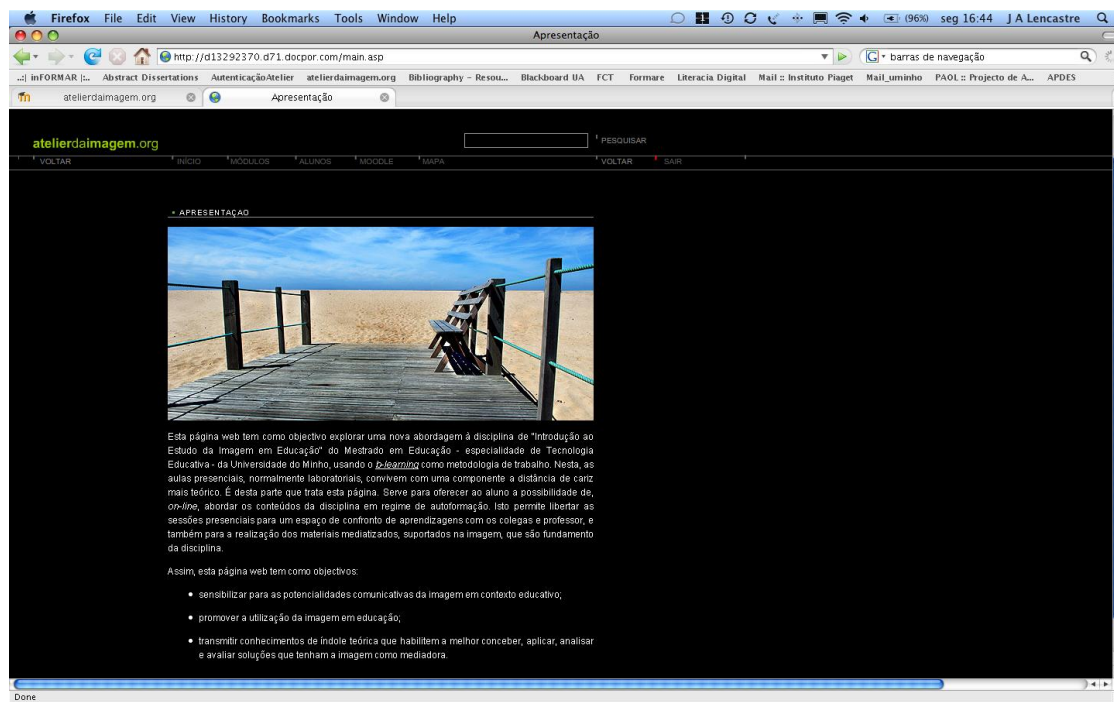 Firefox File Edit View History Bookmarks Tools Window Help (96%) seg 16:44 J A Lencastre
Apresentação
http://d13292370.d71.docpor.com/main.asp barras de navegação
..:| inFORMAR |:.. Abstract Dissertations AutenticaçãoAtelier atelierdaimagem.org Bibliography – Resou... Blackboard UA FCT Formare Literacia Digital Mail :: Instituto Piaget Mail_uminho PAOL :: Projecto de A... APDES
atelierdaimagem.org Apresentação
atelierdaimagem.org PESQUISAR
VOLTAR INÍCIO MÓDULOS ALUNOS MOODLE MAPA VOLTAR SAIR
• APRESENTAÇAO
Esta página web tem como objectivo explorar uma nova abordagem à disciplina de "Introdução ao
Estudo da Imagem em Educação" do Mestrado em Educação - especialidade de Tecnologia
Educativa - da Universidade do Minho, usando o b-learning como metodologia de trabalho. Nesta, as
aulas presenciais, normalmente laboratoriais, convivem com uma componente a distância de cariz
mais teórico. É desta parte que trata esta página. Serve para oferecer ao aluno a possibilidade de,
on-line, abordar os conteúdos da disciplina em regime de autoformação. Isto permite libertar as
sessões presenciais para um espaço de confronto de aprendizagens com os colegas e professor, e
também para a realização dos materiais mediatizados, suportados na imagem, que são fundamento
da disciplina.
Assim, esta página web tem como objectivos:
• sensibilizar para as potencialidades comunicativas da imagem em contexto educativo;
• promover a utilização da imagem em educação;
• transmitir conhecimentos de índole teórica que habilitem a melhor conceber, aplicar, analisar
e avaliar soluções que tenham a imagem como mediadora.
Done